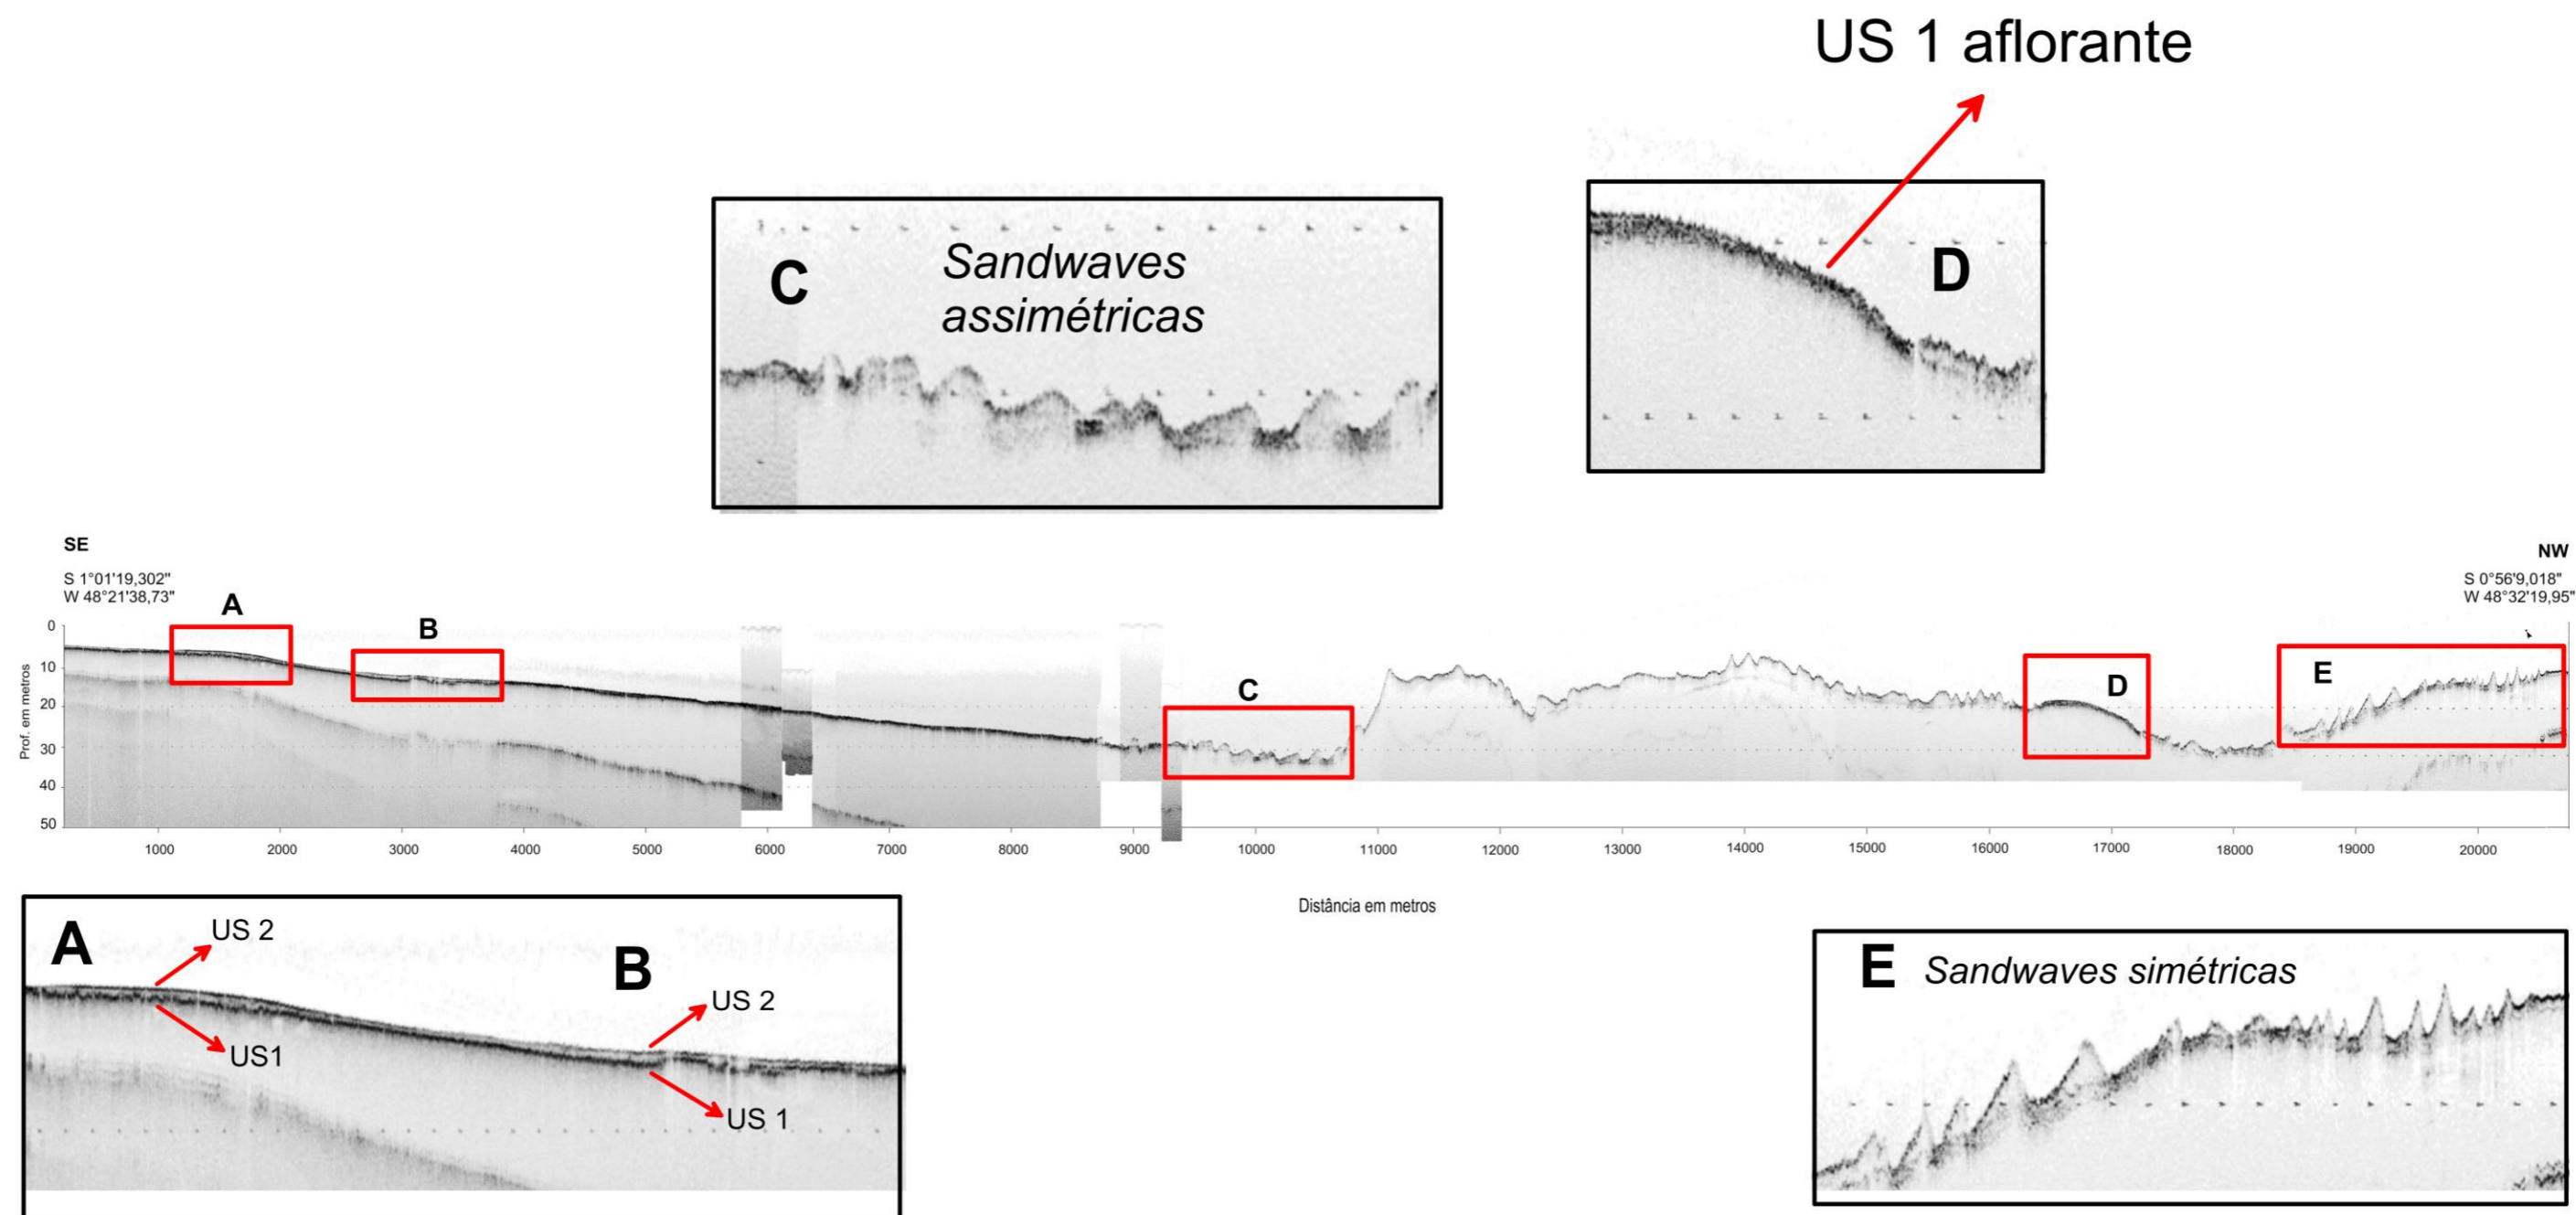 US 1 aflorante
C
Sandwaves
assimétricas
D
SE
S 1°01'19,302"
W 48°21'38,73"
NW
S 0°56'9,018"
W 48°32'19,95"
A
B
C
D
E
Prof. em metros
0
10
20
30
40
50
1000 2000 3000 4000 5000 6000 7000 8000 9000 10000 11000 12000 13000 14000 15000 16000 17000 18000 19000 20000
Distância em metros
A
US 2
US1
B
US 2
US 1
E
Sandwaves simétricas